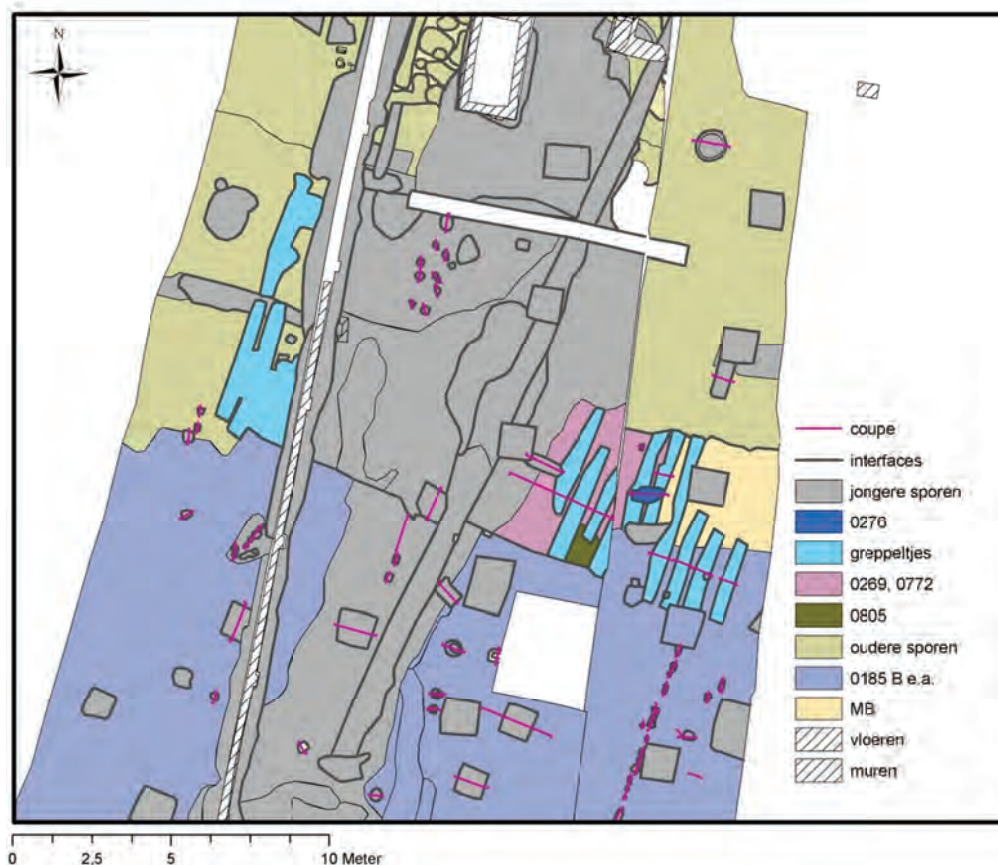 N
coupe
interfaces
jongere sporen
0276
greppeltjes
0269, 0772
0805
oudere sporen
0185 B e.a.
MB
vloeren
muren
0 2.5 5 10 Meter